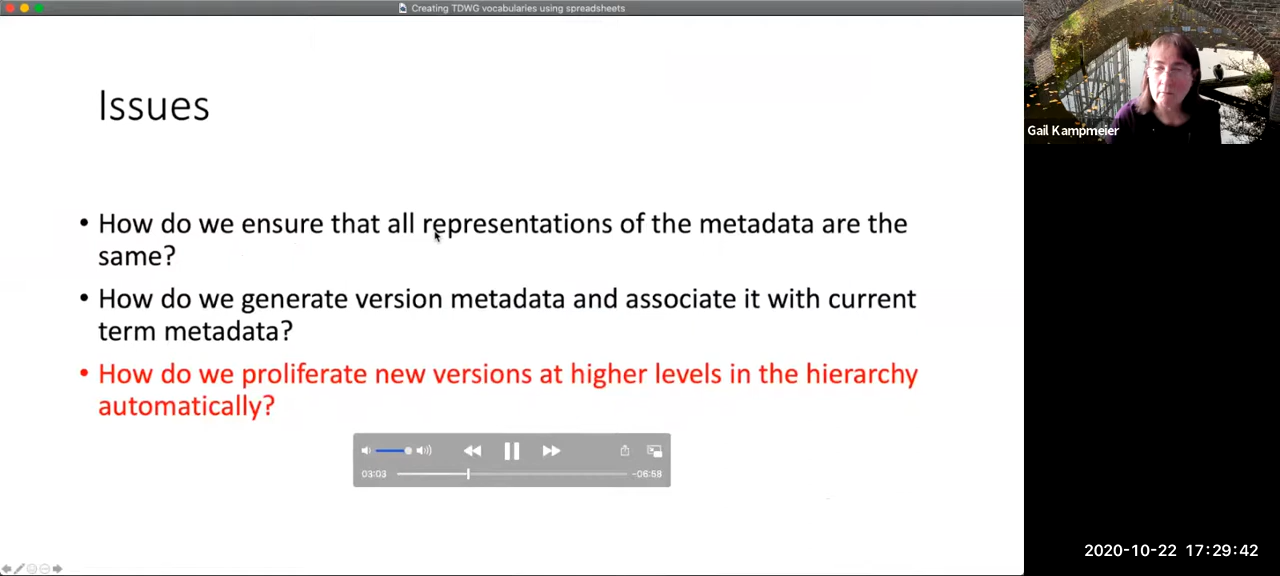 Creating TDWG vocabularies using spreadsheets
Issues
• How do we ensure that all representations of the metadata are the
same?
• How do we generate version metadata and associate it with current
term metadata?
• How do we proliferate new versions at higher levels in the hierarchy
automatically?
03:03
-06:58
Gail Kampmeier
2020-10-22 17:29:42